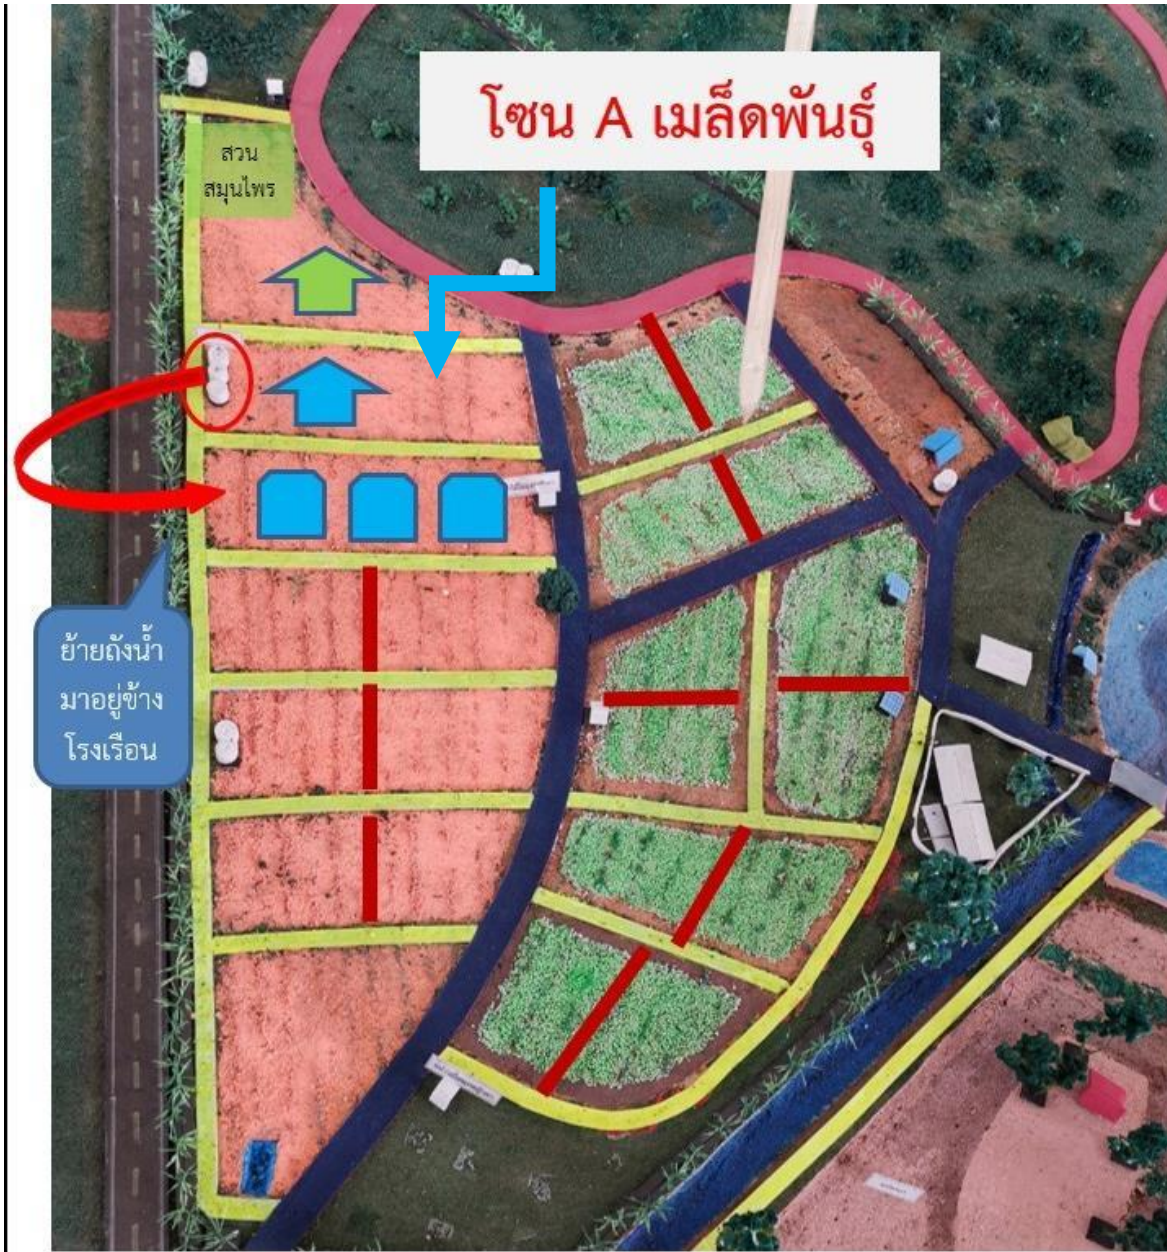 โซน A เมล็ดพันธุ์
สวน
สมุนไพร
ย้ายถังน้ำ
มาอยู่ข้าง
โรงเรือน